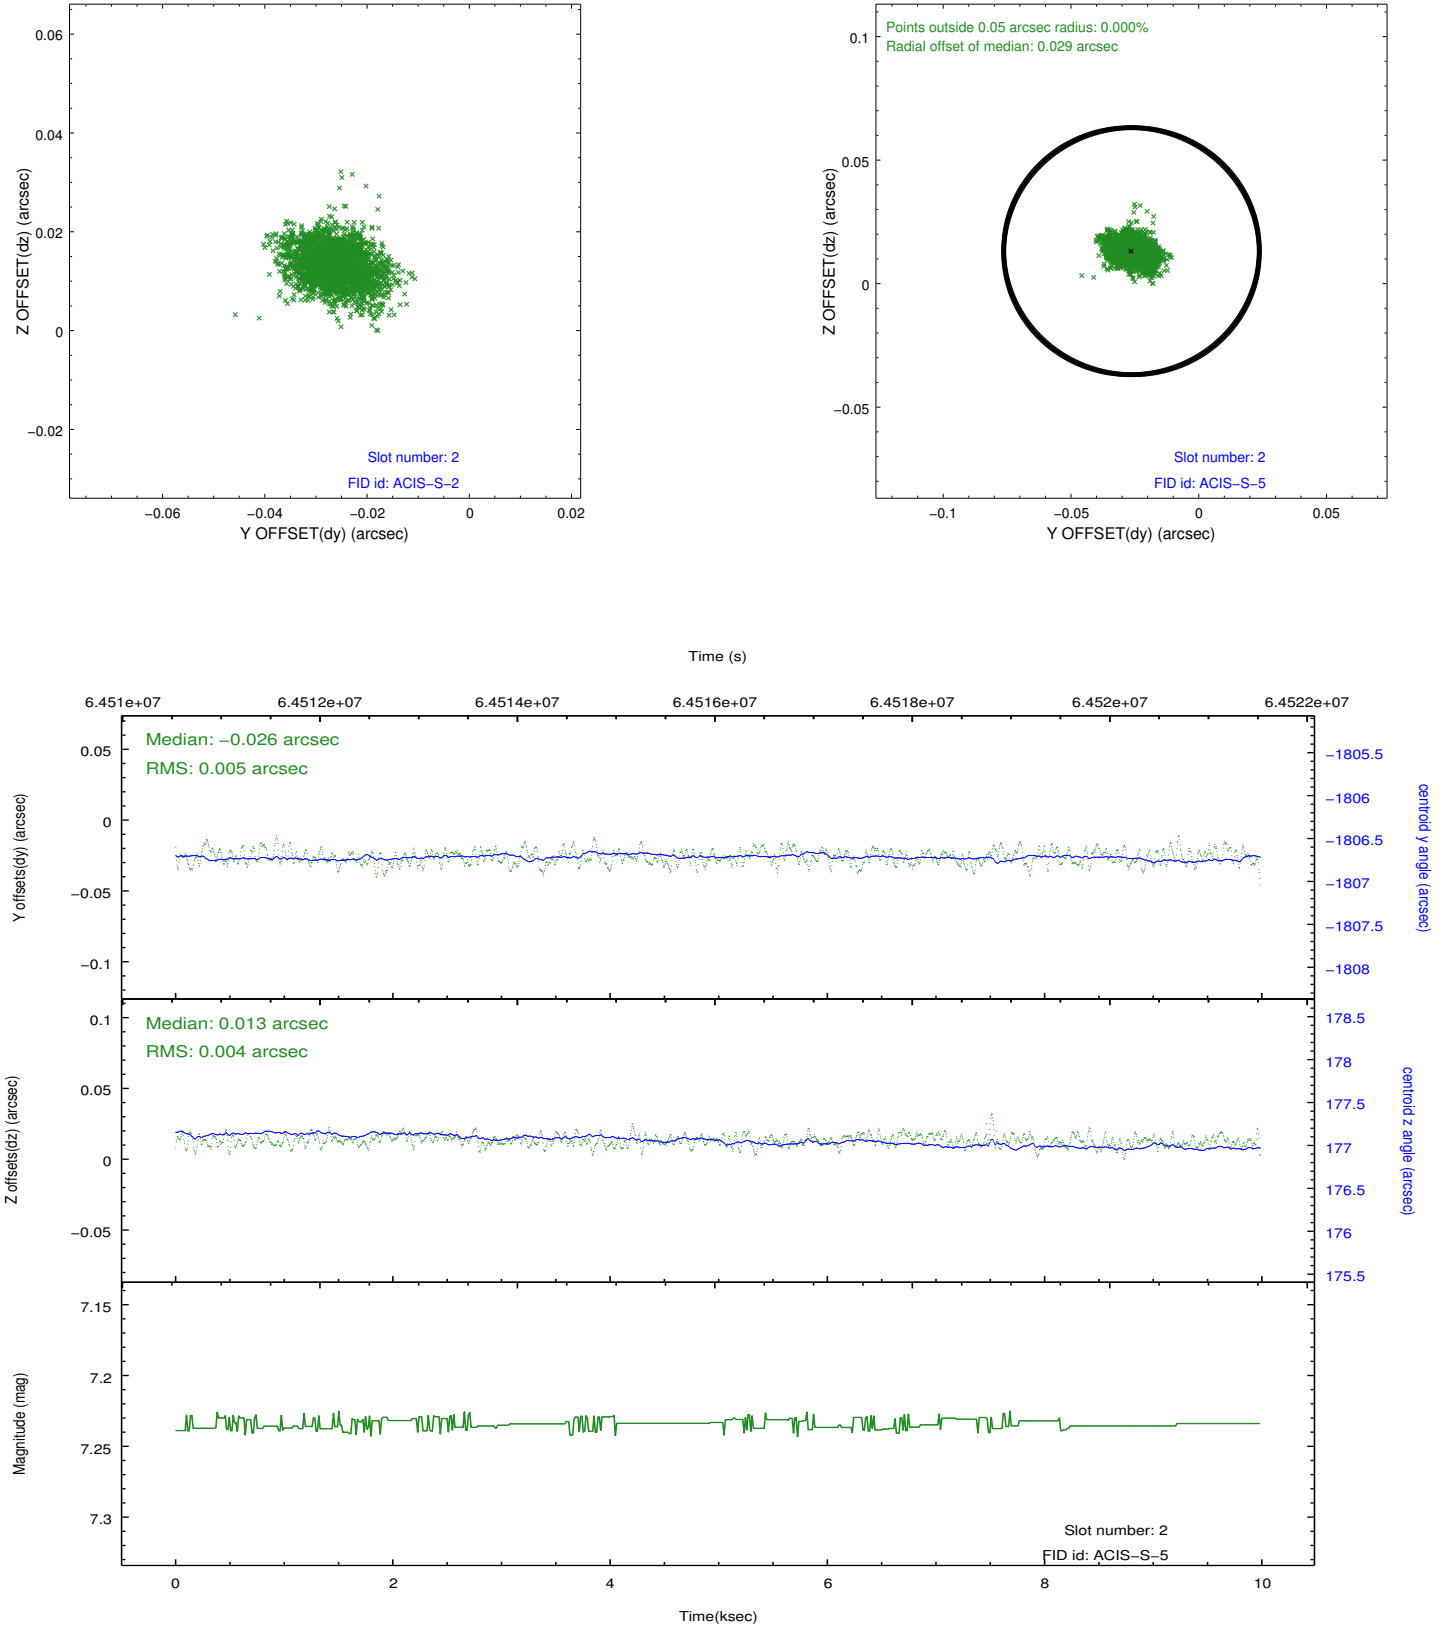 0.06
0.04
0.02
0
−0.02
Z OFFSET(dz) (arcsec)
Slot number: 2
FID id: ACIS−S−2
−0.06
−0.04
−0.02
0
0.02
Y OFFSET(dy) (arcsec)
Points outside 0.05 arcsec radius: 0.000%
Radial offset of median: 0.029 arcsec
0.1
0.05
0
−0.05
Z OFFSET(dz) (arcsec)
Slot number: 2
FID id: ACIS−S−5
−0.1
−0.05
0
0.05
Y OFFSET(dy) (arcsec)
Time (s)
6.451e+07
6.4512e+07
6.4514e+07
6.4516e+07
6.4518e+07
6.452e+07
6.4522e+07
Median: −0.026 arcsec
RMS: 0.005 arcsec
0.05
0
−0.05
−0.1
Y offsets(dy) (arcsec)
−1805.5
−1806
−1806.5
−1807
−1807.5
−1808
centroid y angle (arcsec)
Median: 0.013 arcsec
RMS: 0.004 arcsec
0.1
0.05
0
−0.05
Z offsets(dz) (arcsec)
178.5
178
177.5
177
176.5
176
175.5
centroid z angle (arcsec)
7.15
7.2
7.25
7.3
Magnitude (mag)
Slot number: 2
FID id: ACIS−S−5
0
2
4
6
8
10
Time(ksec)